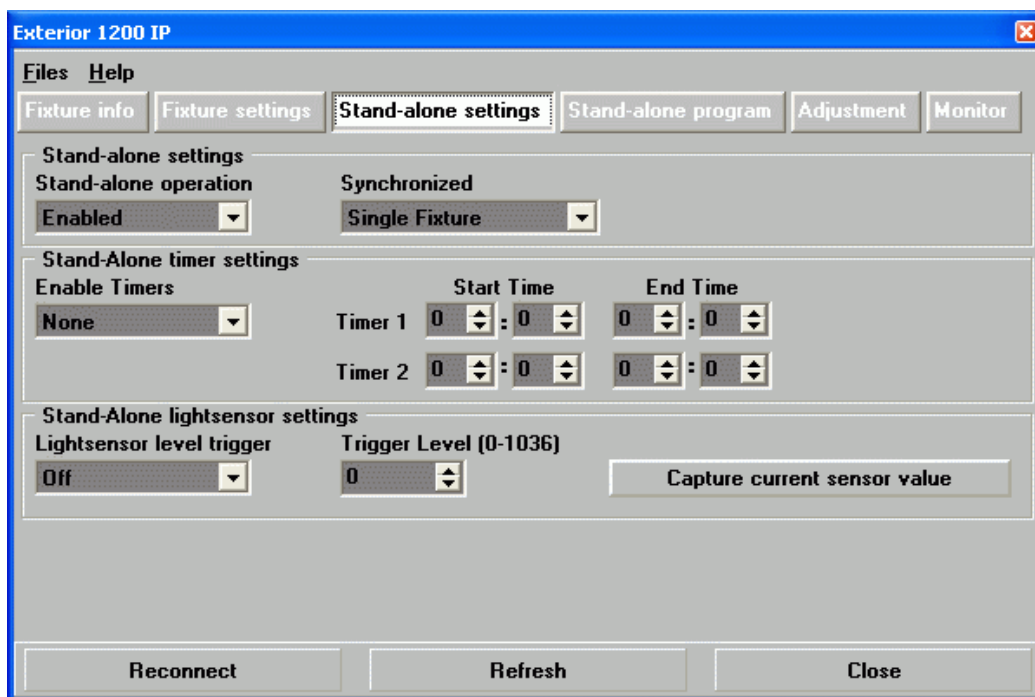 Exterior 1200 IP
Files Help
Fixture info Fixture settings Stand-alone settings Stand-alone program Adjustment Monitor
Stand-alone settings
Stand-alone operation Synchronized
Enabled Single Fixture
Stand-Alone timer settings
Enable Timers Start Time End Time
None Timer 1 0 : 0 0 : 0
Timer 2 0 : 0 0 : 0
Stand-Alone lightsensor settings
Lightsensor level trigger Trigger Level (0-1036)
Off 0 Capture current sensor value
Reconnect Refresh Close